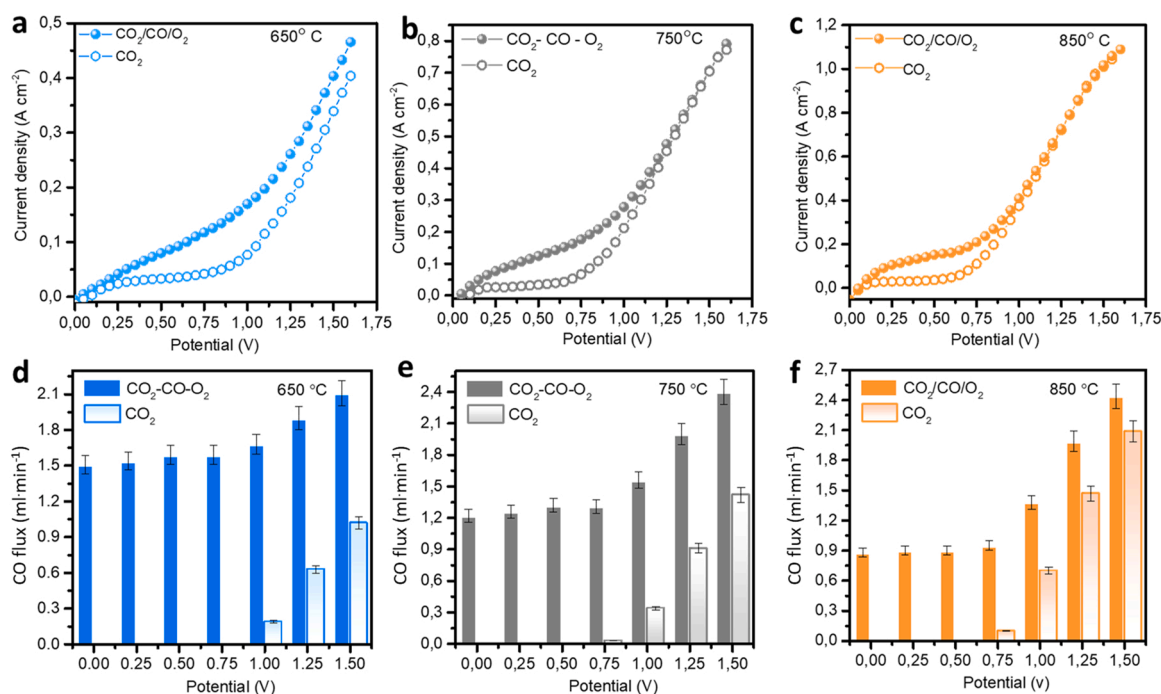 a
CO2/CO/O2
CO2
650° C
Current density (A cm-2)
0,5
0,4
0,3
0,2
0,1
0,0
0,00 0,25 0,50 0,75 1,00 1,25 1,50 1,75
Potential (V)
b
CO2- CO - O2
CO2
750°C
Current density (A cm-2)
0,8
0,7
0,6
0,5
0,4
0,3
0,2
0,1
0,0
0,00 0,25 0,50 0,75 1,00 1,25 1,50 1,75
Potential (V)
c
CO2/CO/O2
CO2
850° C
Current density (A cm-2)
1,2
1,0
0,8
0,6
0,4
0,2
0,0
0,00 0,25 0,50 0,75 1,00 1,25 1,50 1,75
Potential (V)
d
CO2-CO-O2
CO2
650 °C
CO flux (ml·min-1)
2.1
1.8
1.5
1.2
0.9
0.6
0.3
0.0
0.00 0,25 0,50 0,75 1,00 1,25 1,50
Potential (V)
e
CO2-CO-O2
CO2
750 °C
CO flux (ml·min-1)
2,4
2,1
1,8
1,5
1,2
0,9
0,6
0,3
0,0
0,00 0,25 0,50 0,75 1,00 1,25 1,50
Potential (V)
f
CO2/CO/O2
CO2
850 °C
CO flux (ml·min-1)
2,7
2,4
2,1
1,8
1,5
1,2
0,9
0,6
0,3
0,0
0,00 0,25 0,50 0,75 1,00 1,25 1,50
Potential (v)